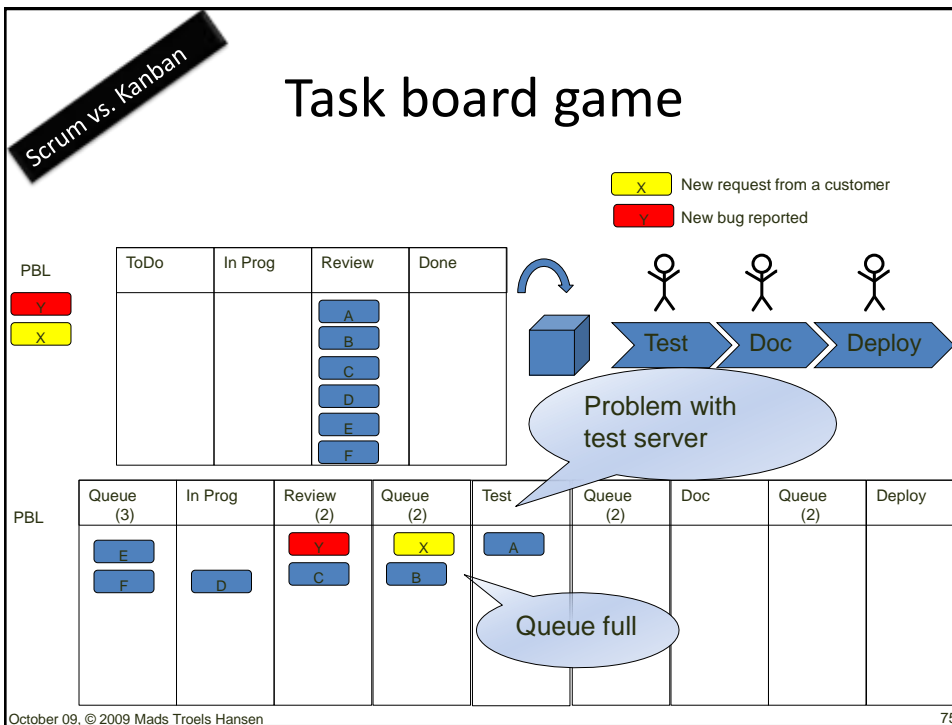 Scrum vs. Kanban
Task board game
X New request from a customer
Y New bug reported
PBL
ToDo In Prog Review Done
Y
X
A
B
C
D
E
F
Test Doc Deploy
Problem with
test server
PBL
Queue In Prog Review Queue Test Queue Doc Queue Deploy
(3) (2) (2) (2) (2)
E Y X A
F D C B
Queue full
October 09, © 2009 Mads Troels Hansen 75